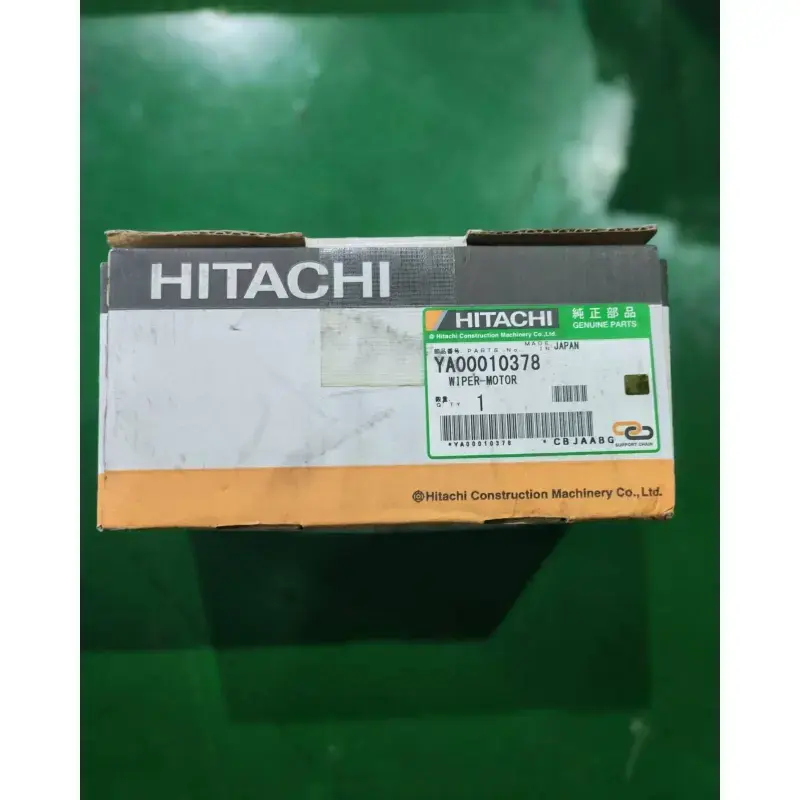 HITACHI
HITACHI
純正部品
GENUINE PARTS
© Hitachi Construction Machinery Co., Ltd.
部品番号 PARTS No.
MADE IN JAPAN
YA00010378
WIPER-MOTOR
数量
Q'TY
1
*YA00010378 * CBJAABG
SUPPORT CHAIN
©Hitachi Construction Machinery Co., Ltd.